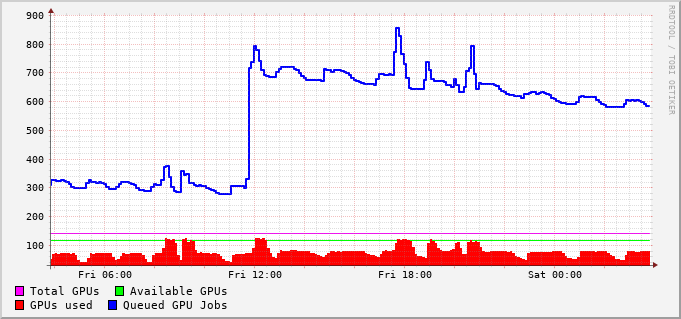 900
800
700
600
500
400
300
200
100
Fri 06:00 Fri 12:00 Fri 18:00 Sat 00:00
Total GPUs Available GPUs
GPUs used Queued GPU Jobs
RRDTOOL / TOBI OETIKER